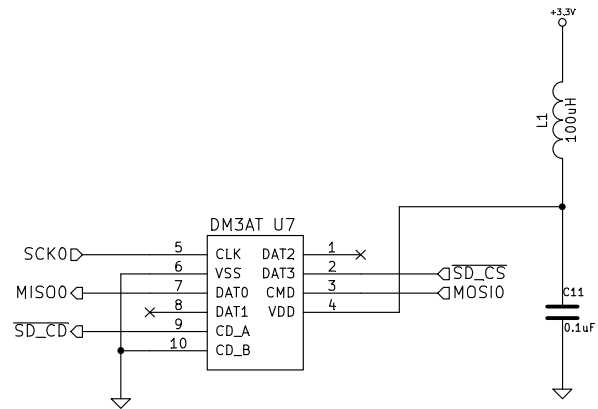 +3.3V
L1
100uH
DM3AT U7
SCK0 5 CLK DAT2 1
6 VSS DAT3 2 SD_CS
MISO0 7 DAT0 CMD 3 MOSI0
8 DAT1 VDD 4
SD_CD 9 CD_A
10 CD_B
C11
0.1uF